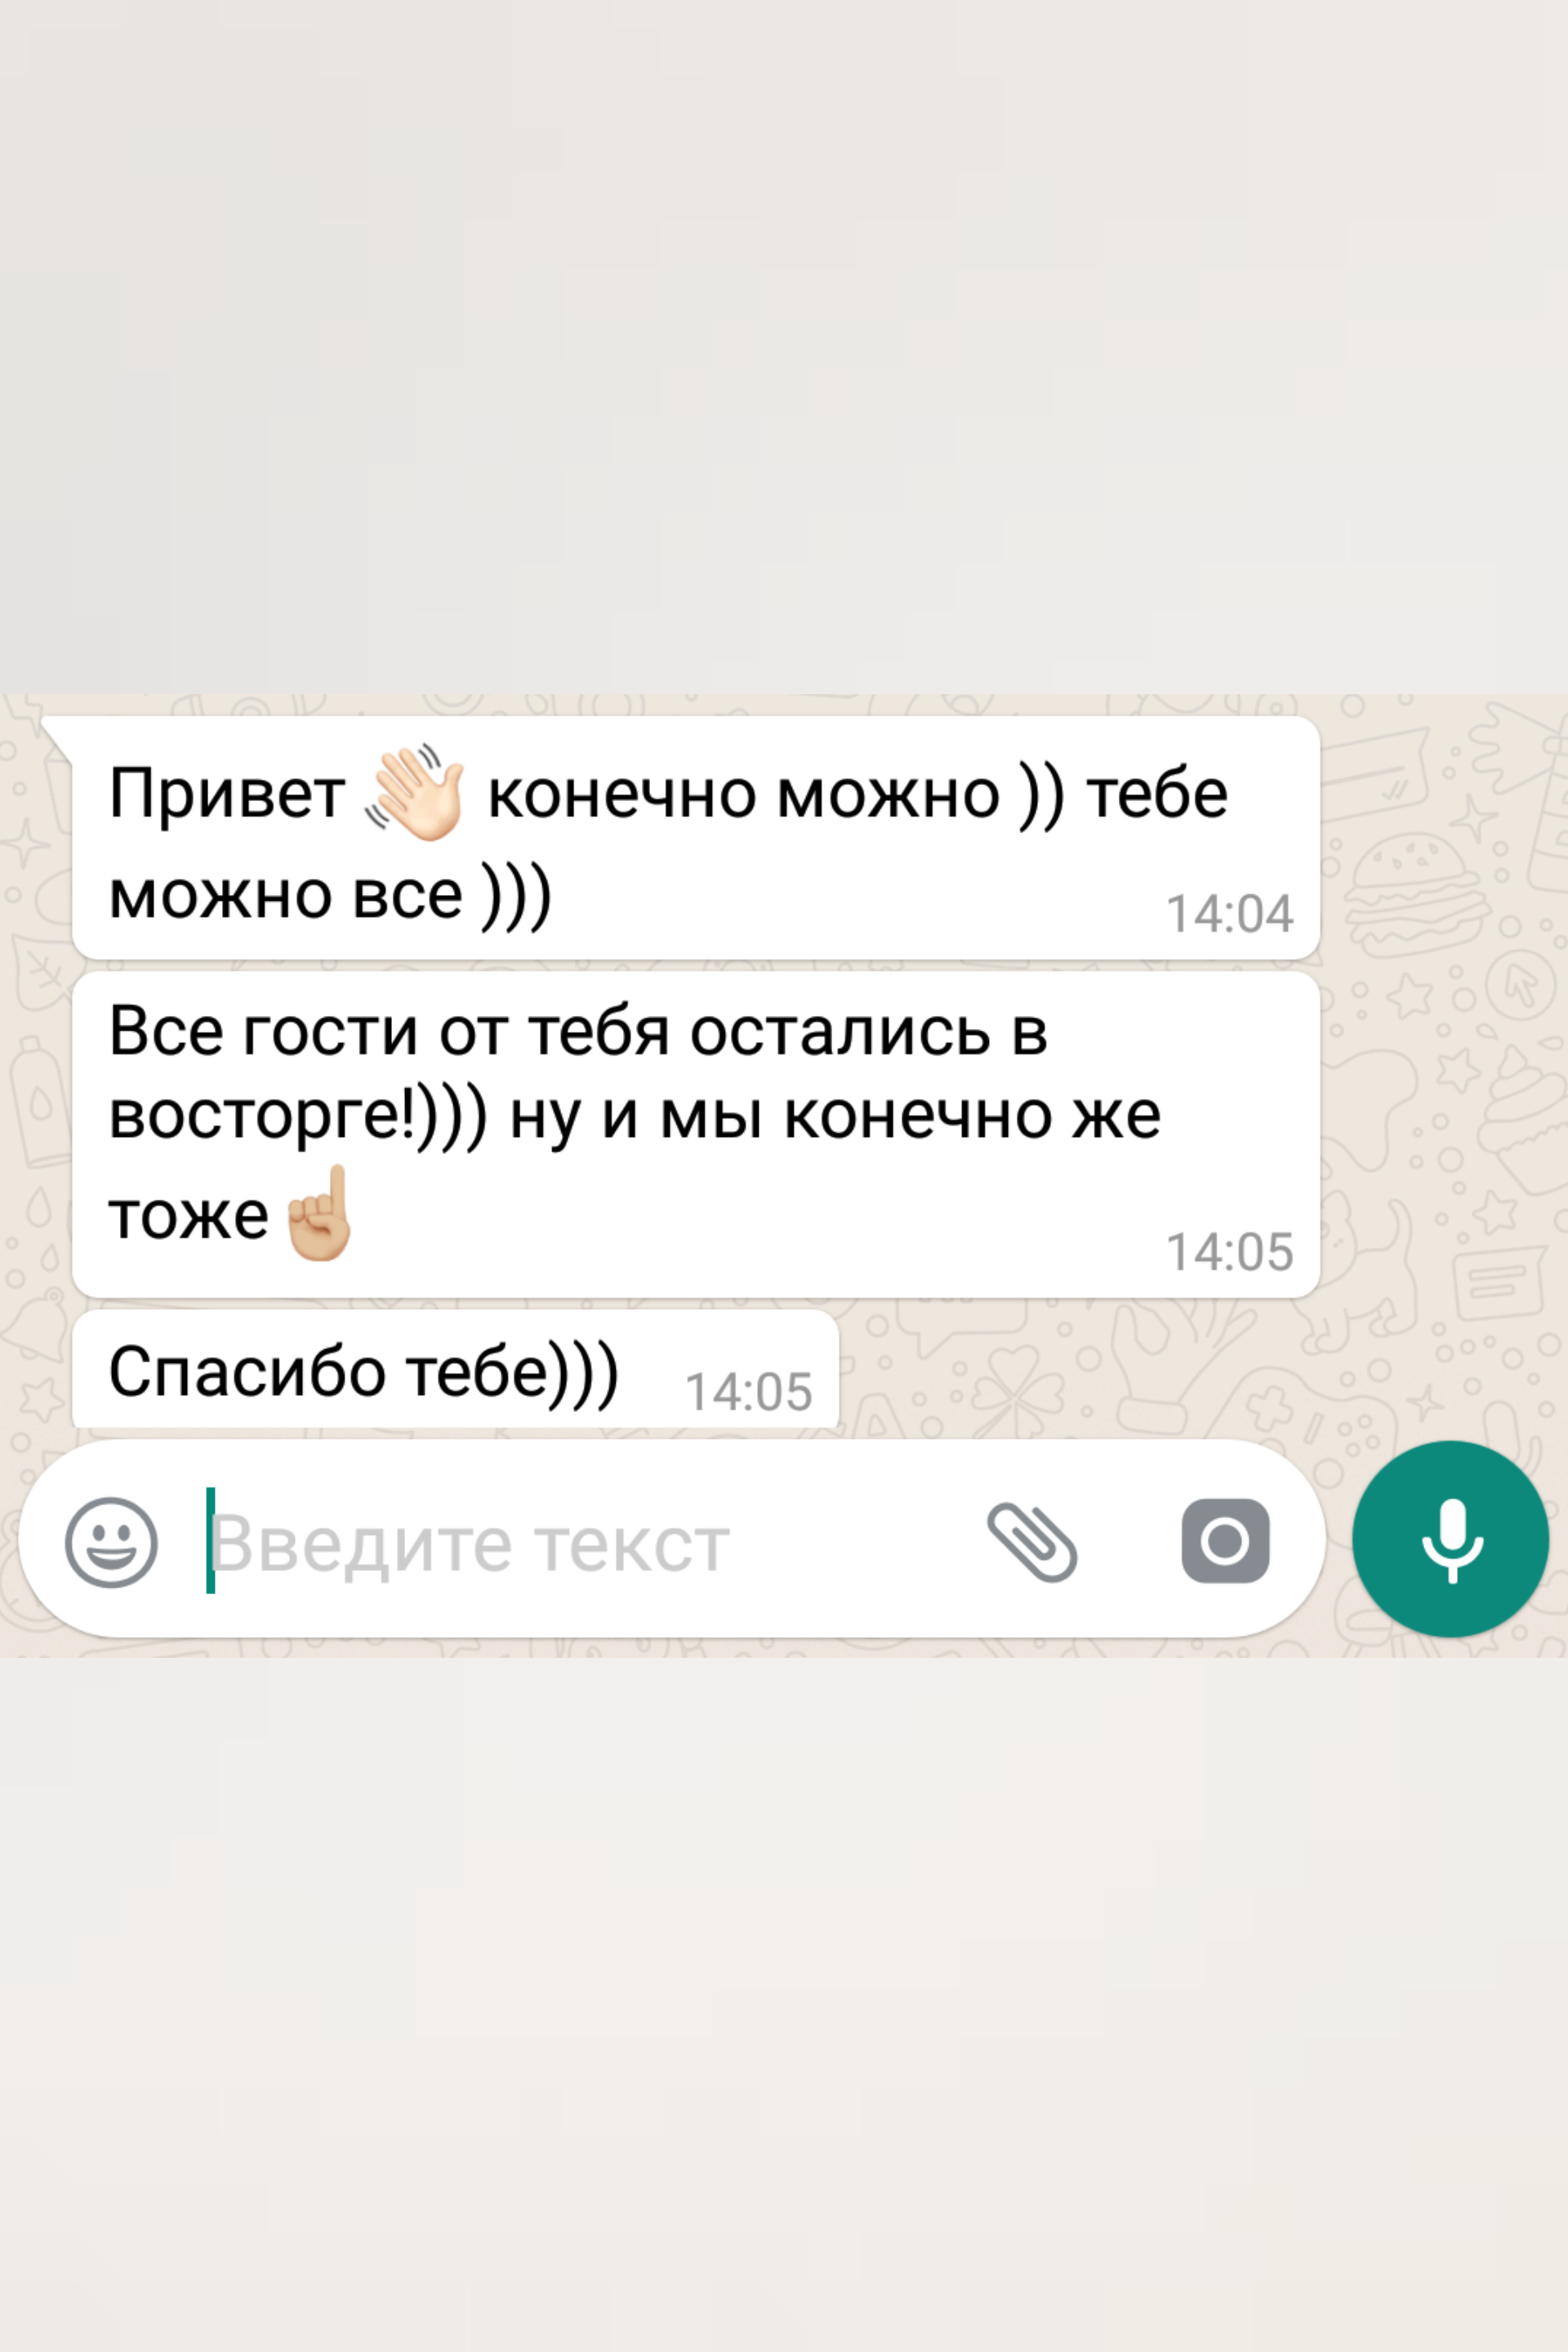 Привет 👋🏻 конечно можно )) тебе
можно все )))
14:04
Все гости от тебя остались в
восторге!))) ну и мы конечно же
тоже ☝🏼
14:05
Спасибо тебе))) 14:05
Введите текст